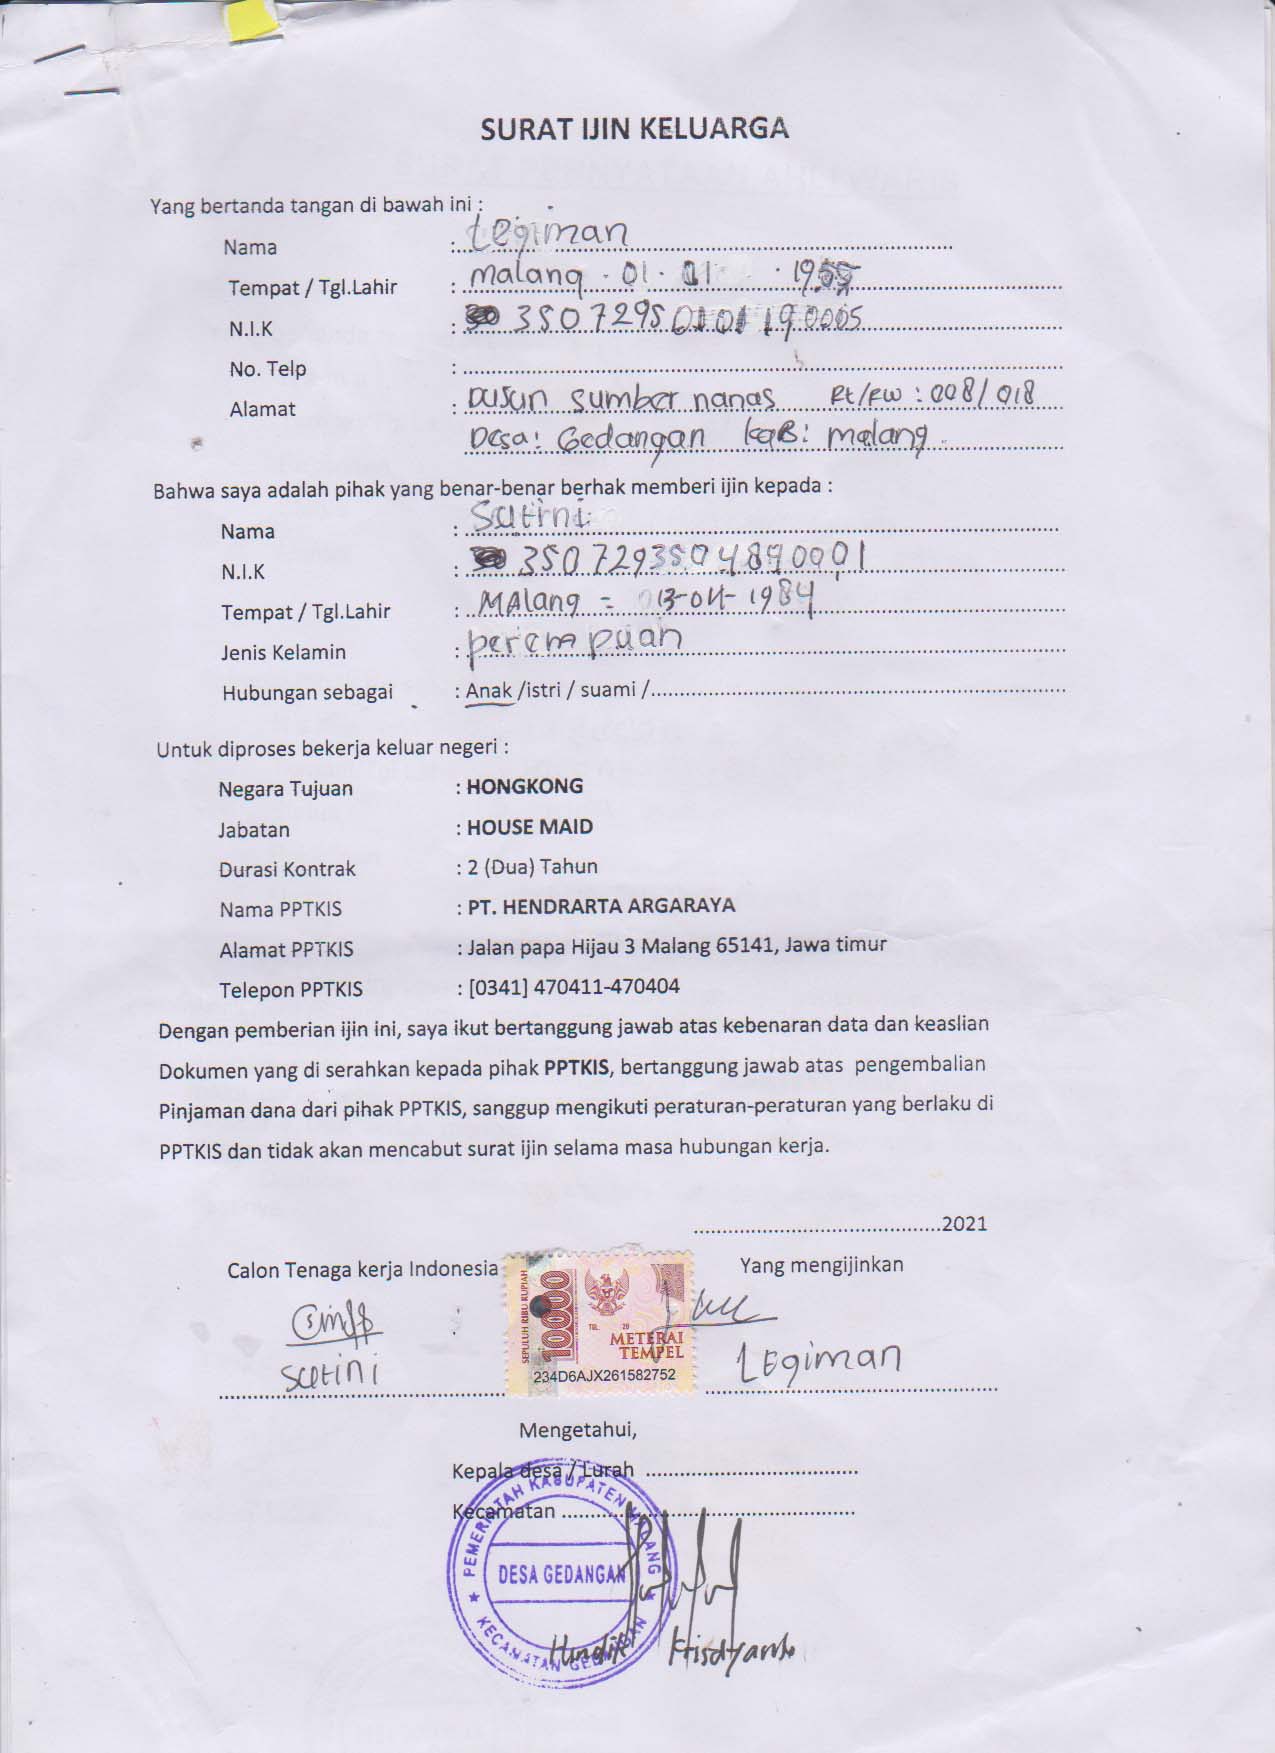 SURAT IJIN KELUARGA
Yang bertanda tangan di bawah ini :
Nama : Legiman
Tempat / Tgl.Lahir : Malang . 01 . 01 . 1955
N.I.K : 3507295010119 0005
No. Telp :
Alamat : Dusun Sumber nanas Rt/RW : 008/018
Desa : Gedangan kaB : malang
Bahwa saya adalah pihak yang benar-benar berhak memberi ijin kepada :
Nama : Sutini
N.I.K : 3507293504890001
Tempat / Tgl.Lahir : MAlang = 13-04-1984
Jenis Kelamin : perempuan
Hubungan sebagai : Anak /istri / suami /
Untuk diproses bekerja keluar negeri :
Negara Tujuan : HONGKONG
Jabatan : HOUSE MAID
Durasi Kontrak : 2 (Dua) Tahun
Nama PPTKIS : PT. HENDRARTA ARGARAYA
Alamat PPTKIS : Jalan papa Hijau 3 Malang 65141, Jawa timur
Telepon PPTKIS : [0341] 470411-470404
Dengan pemberian ijin ini, saya ikut bertanggung jawab atas kebenaran data dan keaslian
Dokumen yang di serahkan kepada pihak PPTKIS, bertanggung jawab atas pengembalian
Pinjaman dana dari pihak PPTKIS, sanggup mengikuti peraturan-peraturan yang berlaku di
PPTKIS dan tidak akan mencabut surat ijin selama masa hubungan kerja.
2021
Calon Tenaga kerja Indonesia Yang mengijinkan
SEPULUH RIBU RUPIAH
10000
TGL. 20
METERAI
TEMPEL
234D6AJX261582752
Sutini LEgiman
Mengetahui,
Kepala desa / Lurah
Kecamatan
PEMERINTAH KABUPATEN MALANG
DESA GEDANGAN
KECAMATAN GEDANGAN